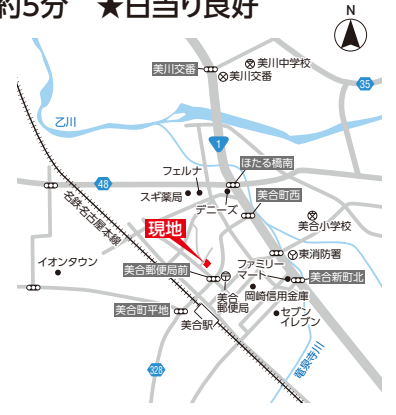 約5分 ★日当り良好
N
美川中学校
美川交番
美川交番
35
乙川
1
フェルナ
ほたる橋南
48
スギ薬局
デニーズ
美合町西
名鉄名古屋本線
現地
美合小学校
東消防署
イオンタウン
ファミリー
マート
美合郵便局前
美合新町北
美合
郵便局
岡崎信用金庫
美合町平地
美合駅
セブン
イレブン
竜泉寺川
328